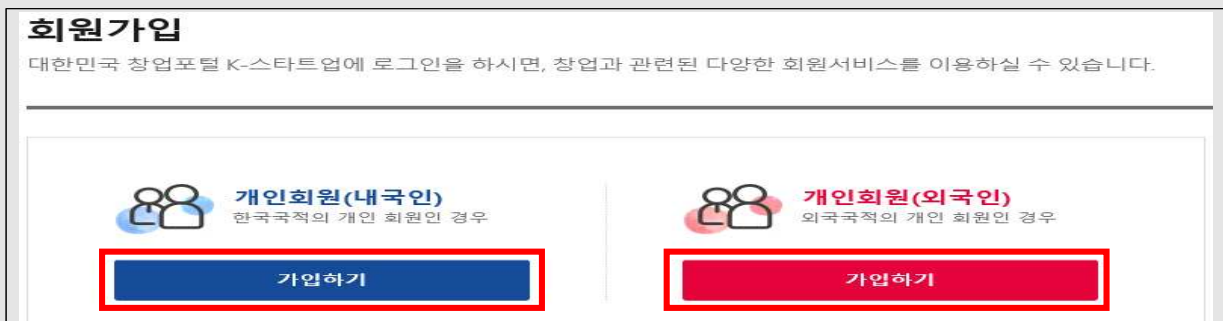 회원가입
대한민국 창업포털 K-스타트업에 로그인을 하시면, 창업과 관련된 다양한 회원서비스를 이용하실 수 있습니다.
개인회원(내국인)
한국국적의 개인 회원인 경우
가입하기
개인회원(외국인)
외국국적의 개인 회원인 경우
가입하기